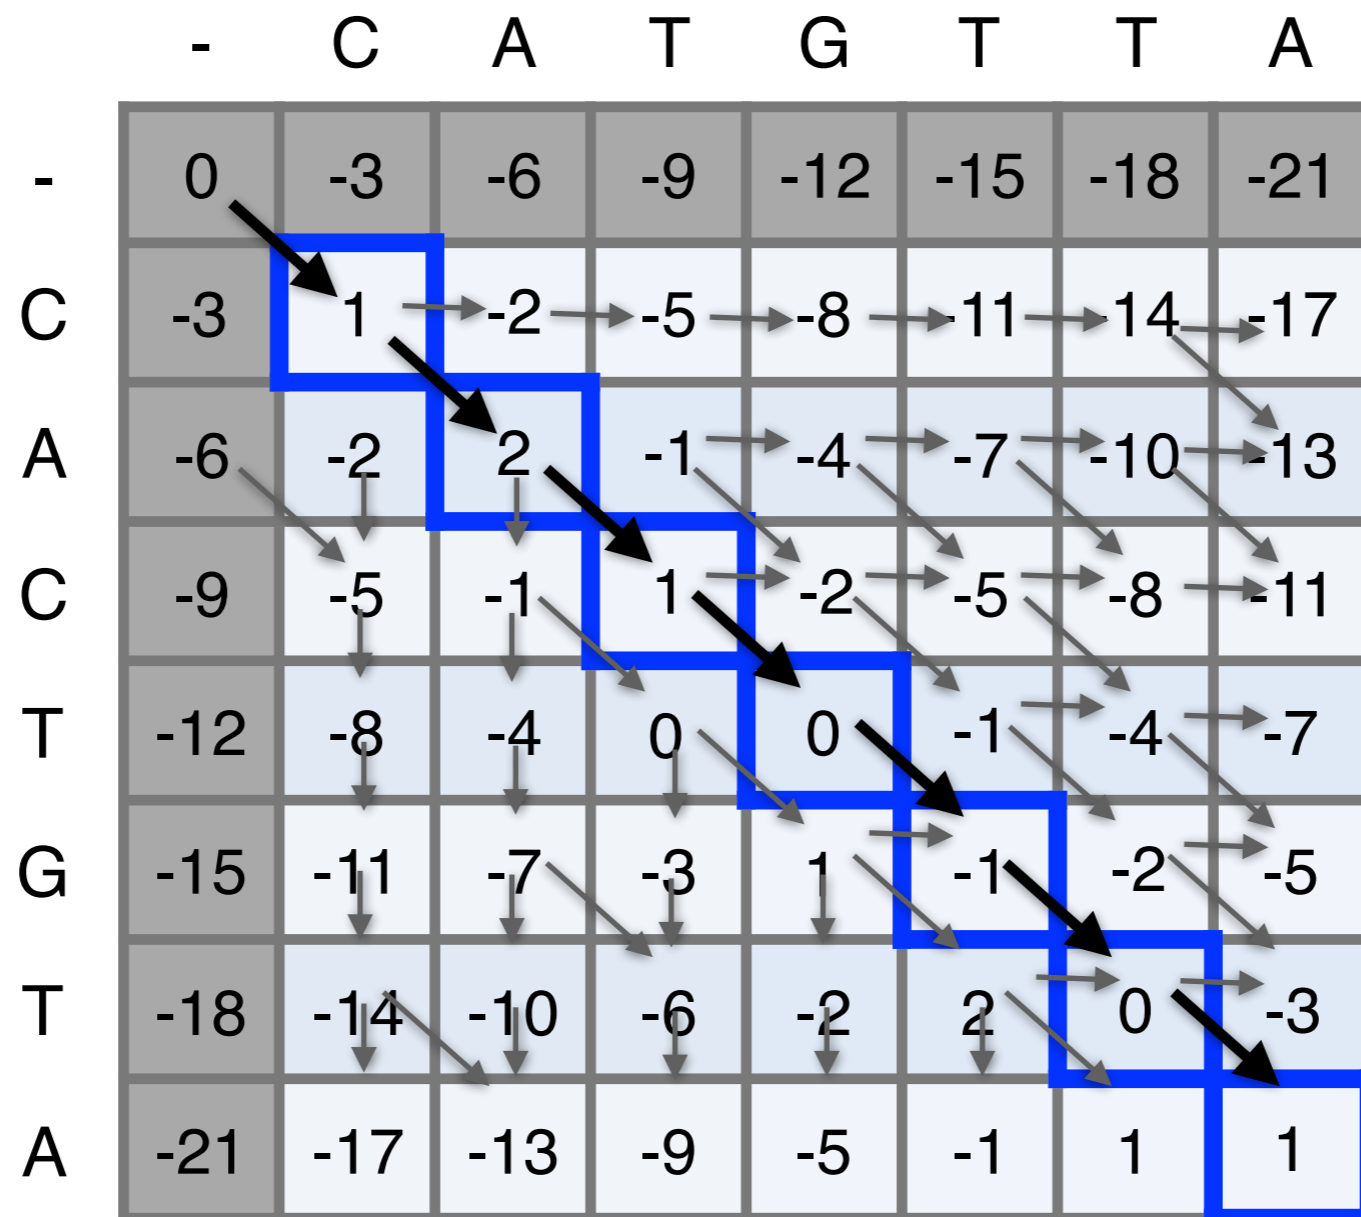 - C A T G T T A
- 0 -3 -6 -9 -12 -15 -18 -21
C -3 1 -2 -5 -8 -11 -14 -17
A -6 -2 2 -1 -4 -7 -10 -13
C -9 -5 -1 1 -2 -5 -8 -11
T -12 -8 -4 0 0 -1 -4 -7
G -15 -11 -7 -3 1 -1 -2 -5
T -18 -14 -10 -6 -2 2 0 -3
A -21 -17 -13 -9 -5 -1 1 1